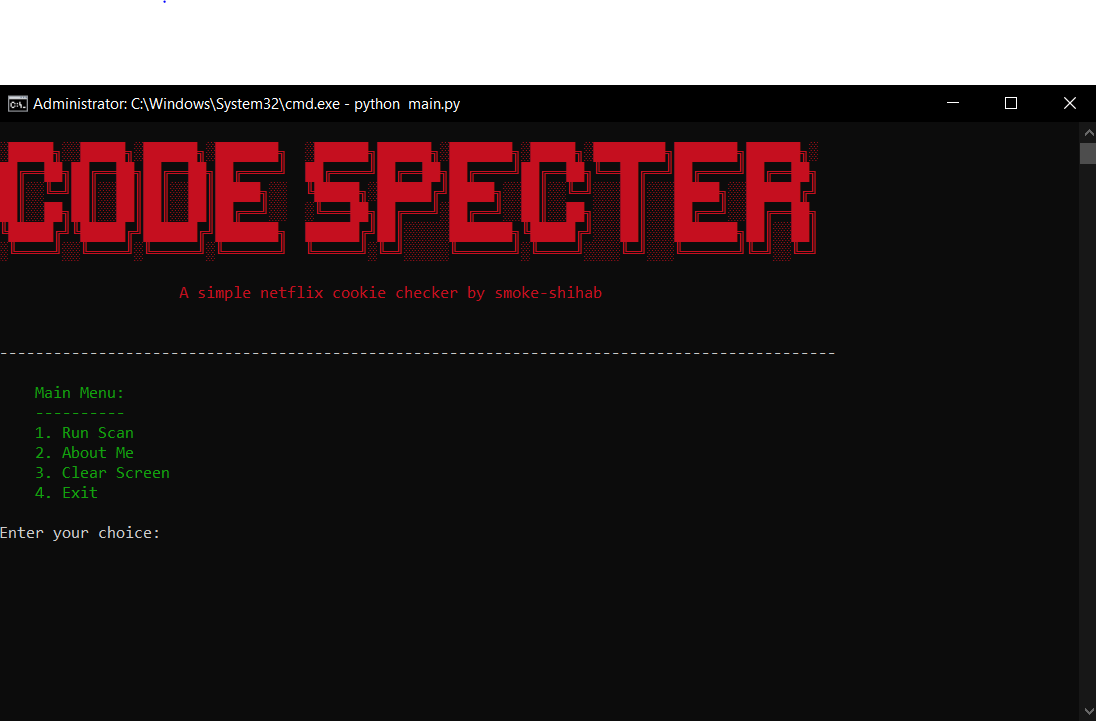 Administrator: C:\Windows\System32\cmd.exe - python  main.py
CODE SPECTER
A simple netflix cookie checker by smoke-shihab
---------------------------------------------------------------------------------------------
Main Menu:
----------
1. Run Scan
2. About Me
3. Clear Screen
4. Exit
Enter your choice: